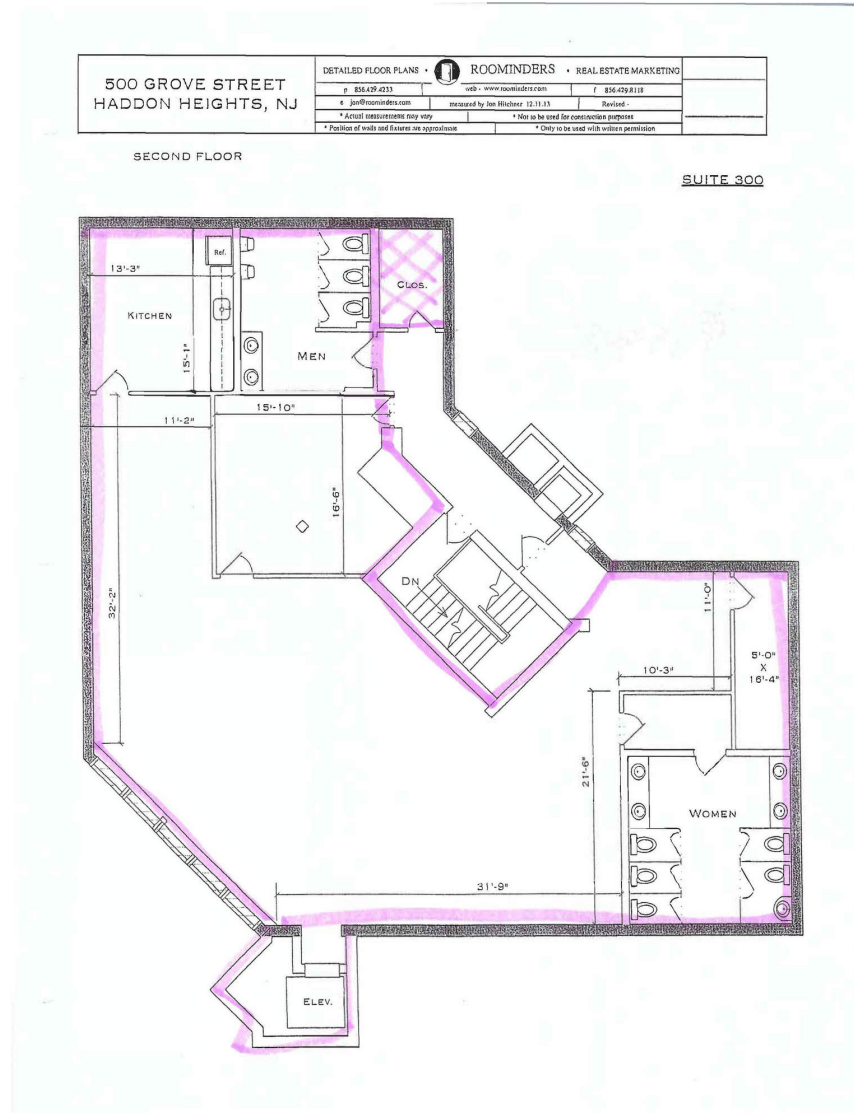 500 GROVE STREET
HADDON HEIGHTS, NJ
DETAILED FLOOR PLANS • ROOMINDERS • REAL ESTATE MARKETING
p 856.429.4233 web - www.roominders.com f 856.429.8118
e jon@roominders.com measured by Jon Hitchner 12.11.13 Revised -
* Actual measurements may vary * Not to be used for construction purposes
* Position of walls and fixtures are approximate * Only to be used with written permission
SECOND FLOOR
SUITE 300
Ref.
13'-3"
CLOS.
KITCHEN
15'-1"
MEN
15'-10"
11'-2"
16'-6"
DN
32'-2"
11'-0"
5'-0"
X
16'-4"
10'-3"
21'-6"
WOMEN
31'-9"
ELEV.